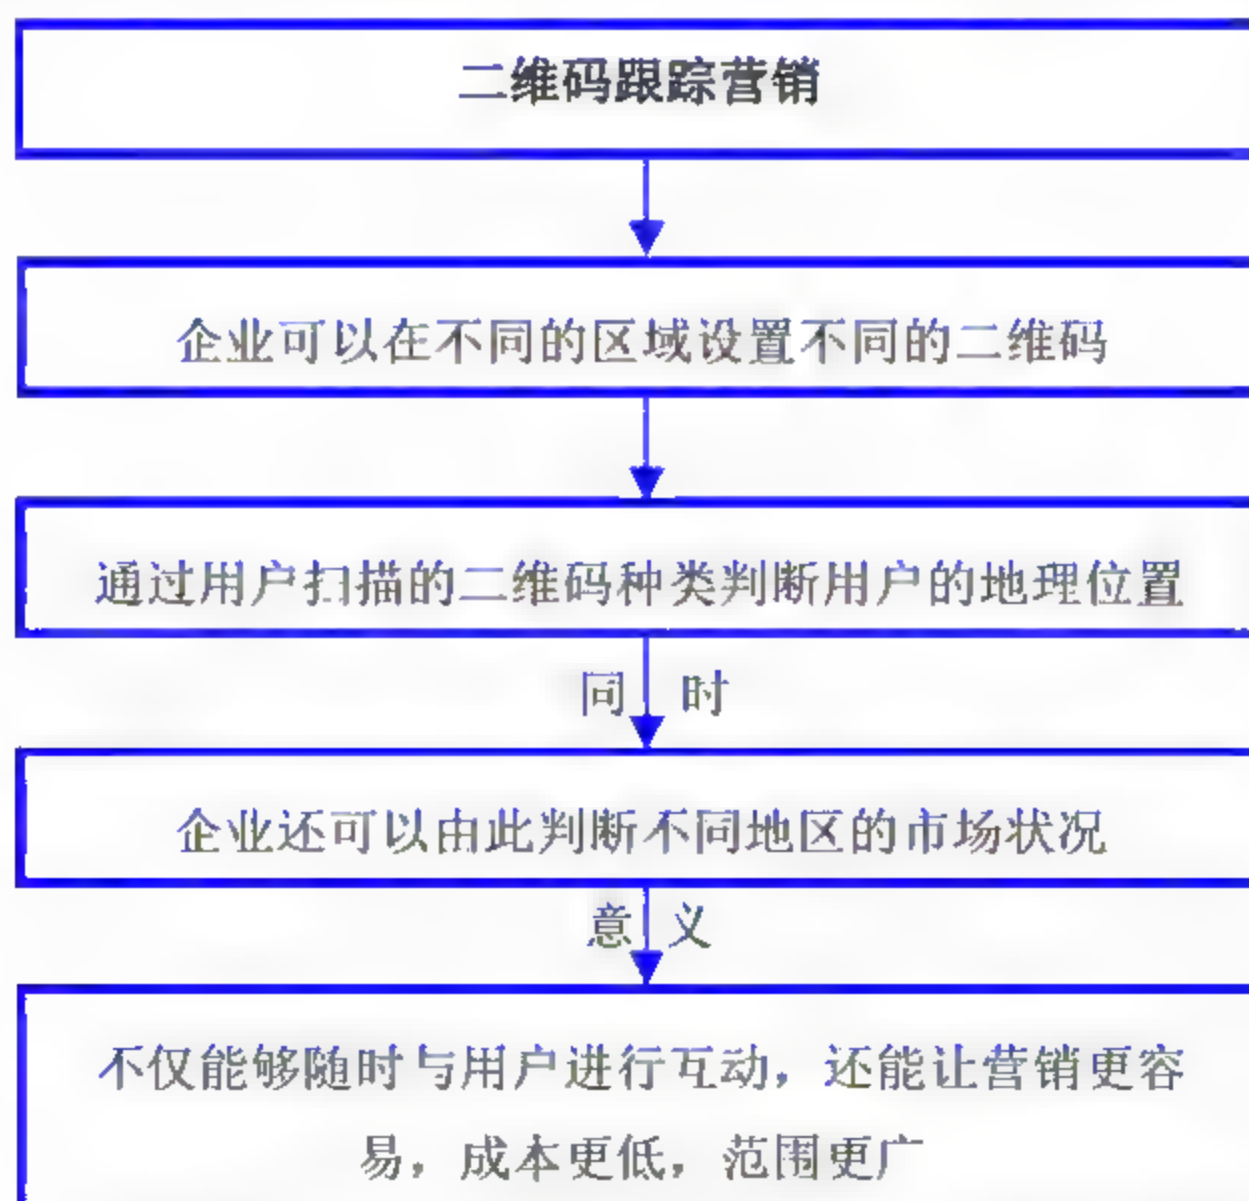 二维码跟踪营销
企业可以在不同的区域设置不同的二维码
通过用户扫描的二维码种类判断用户的地理位置
同时
企业还可以由此判断不同地区的市场状况
意义
不仅能够随时与用户进行互动，还能让营销更容
易，成本更低，范围更广